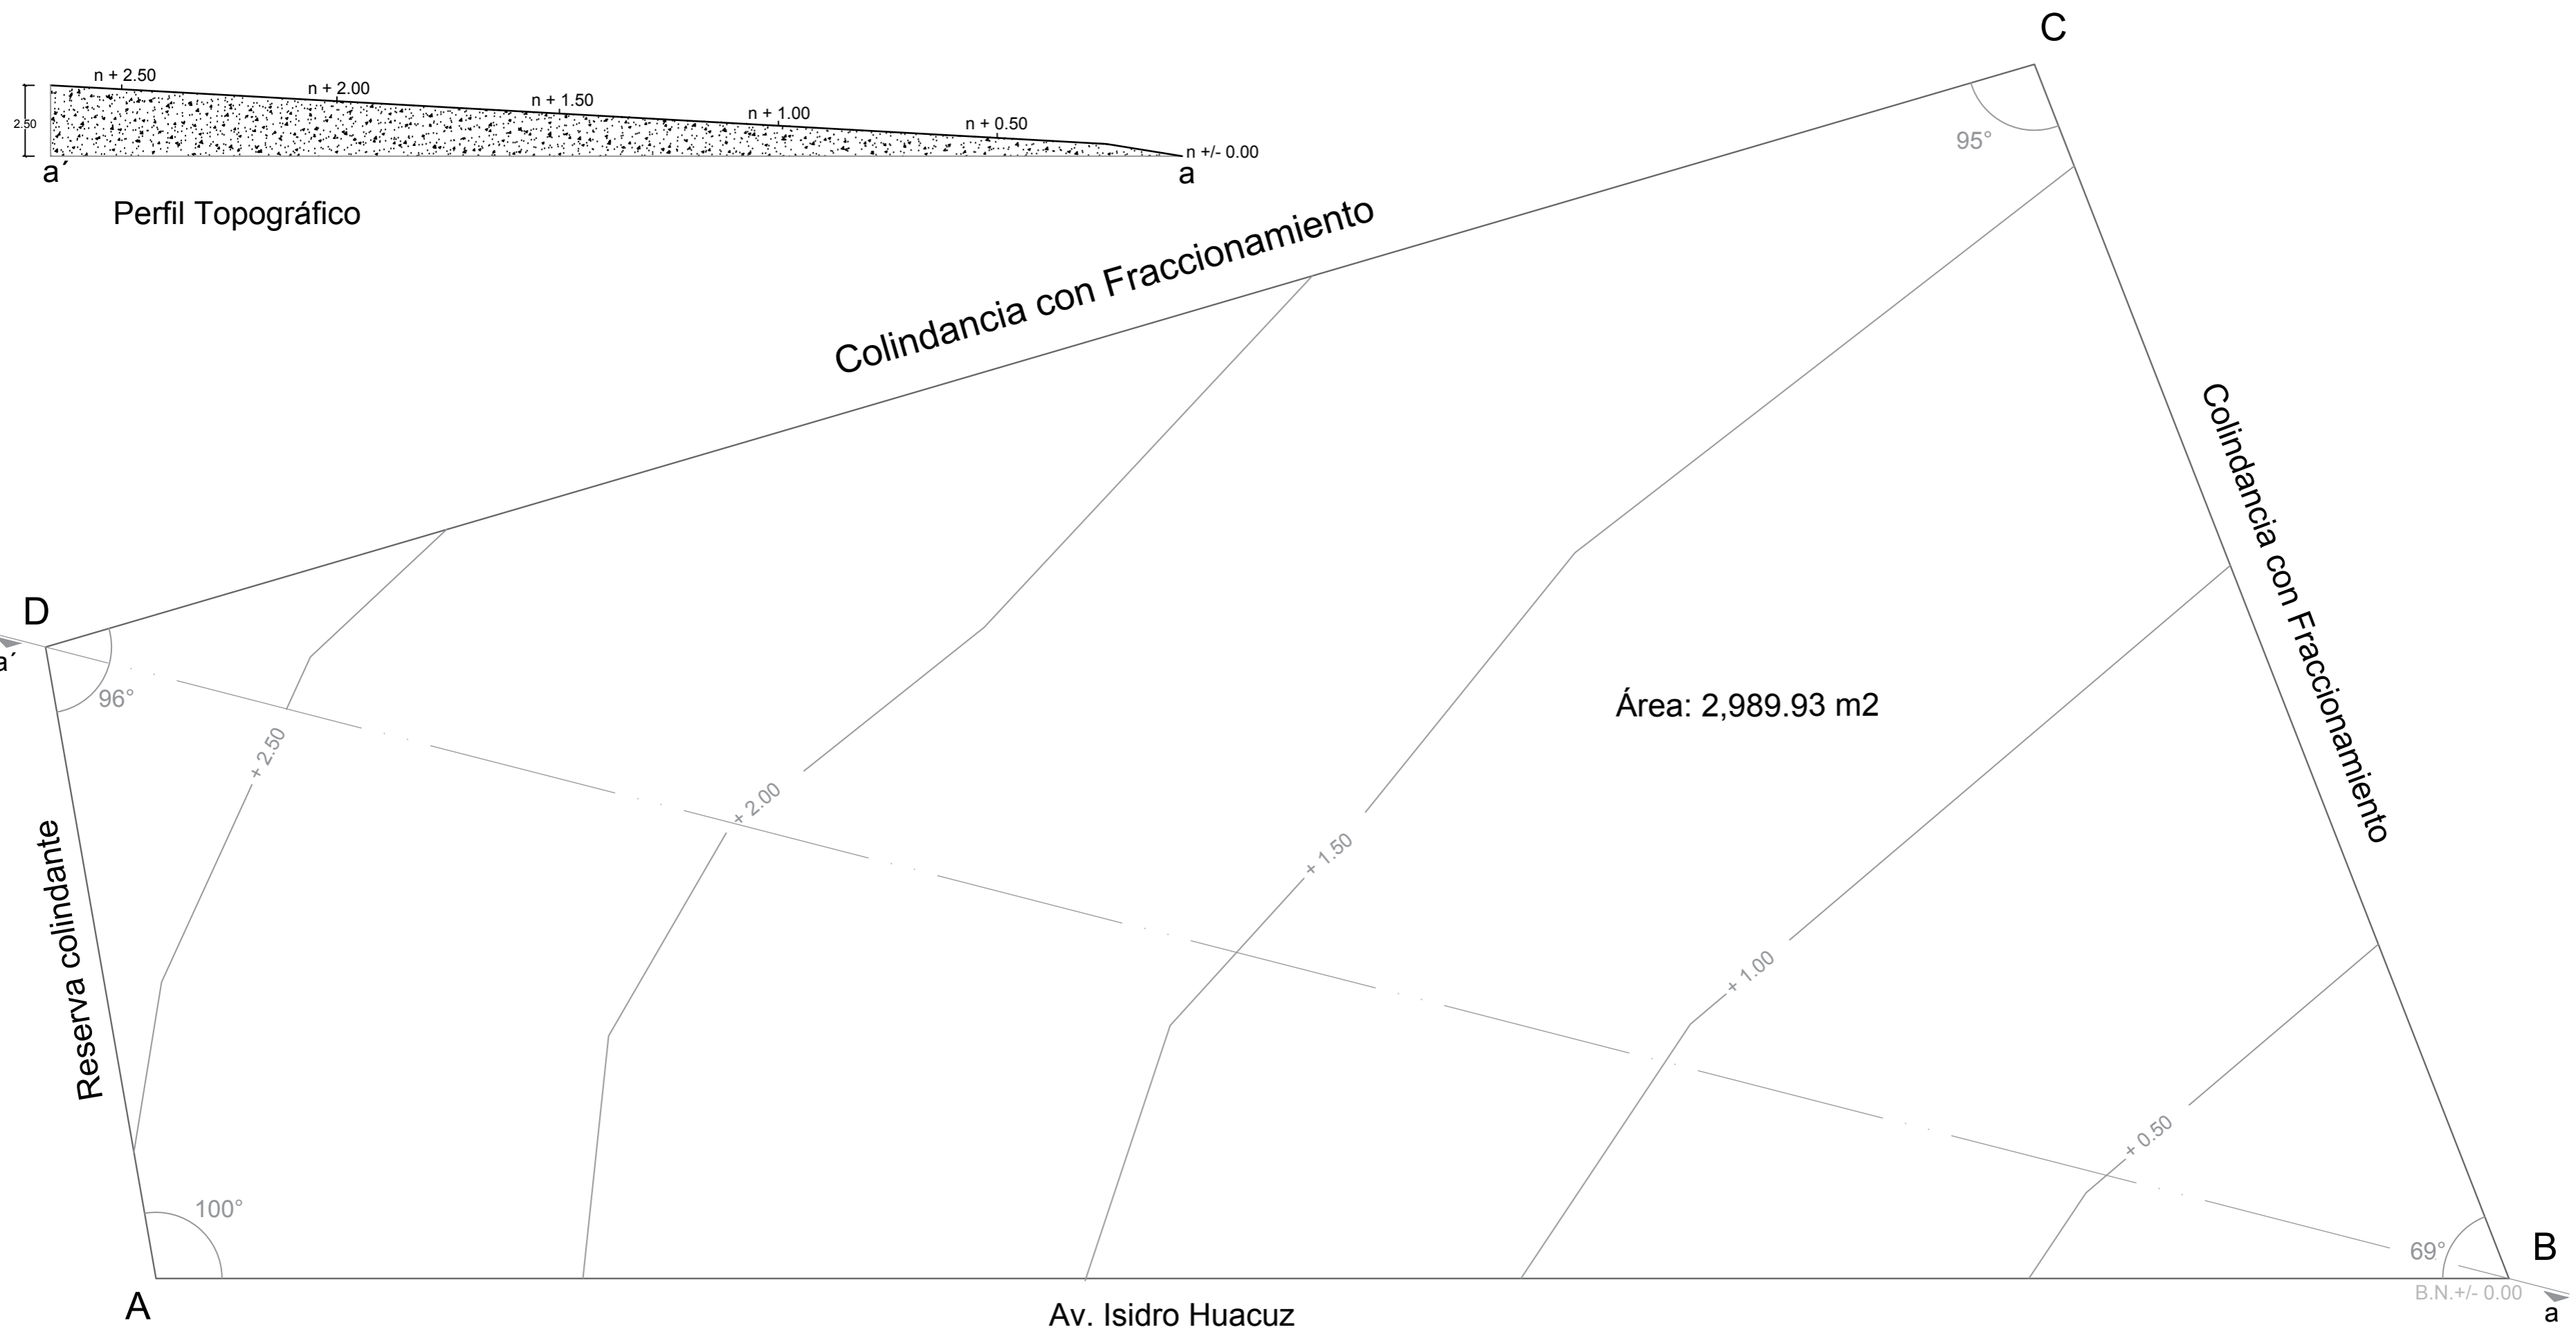 C
n + 2.50
n + 2.00
n + 1.50
n + 1.00
n + 0.50
n +/- 0.00
2.50
a´
a
Perfil Topográfico
95°
Colindancia con Fraccionamiento
Colindancia con Fraccionamiento
D
a´
96°
Área: 2,989.93 m2
+ 2.50
+ 2.00
+ 1.50
+ 1.00
+ 0.50
Reserva colindante
100°
69°
B
B.N.+/- 0.00
a
A
Av. Isidro Huacuz